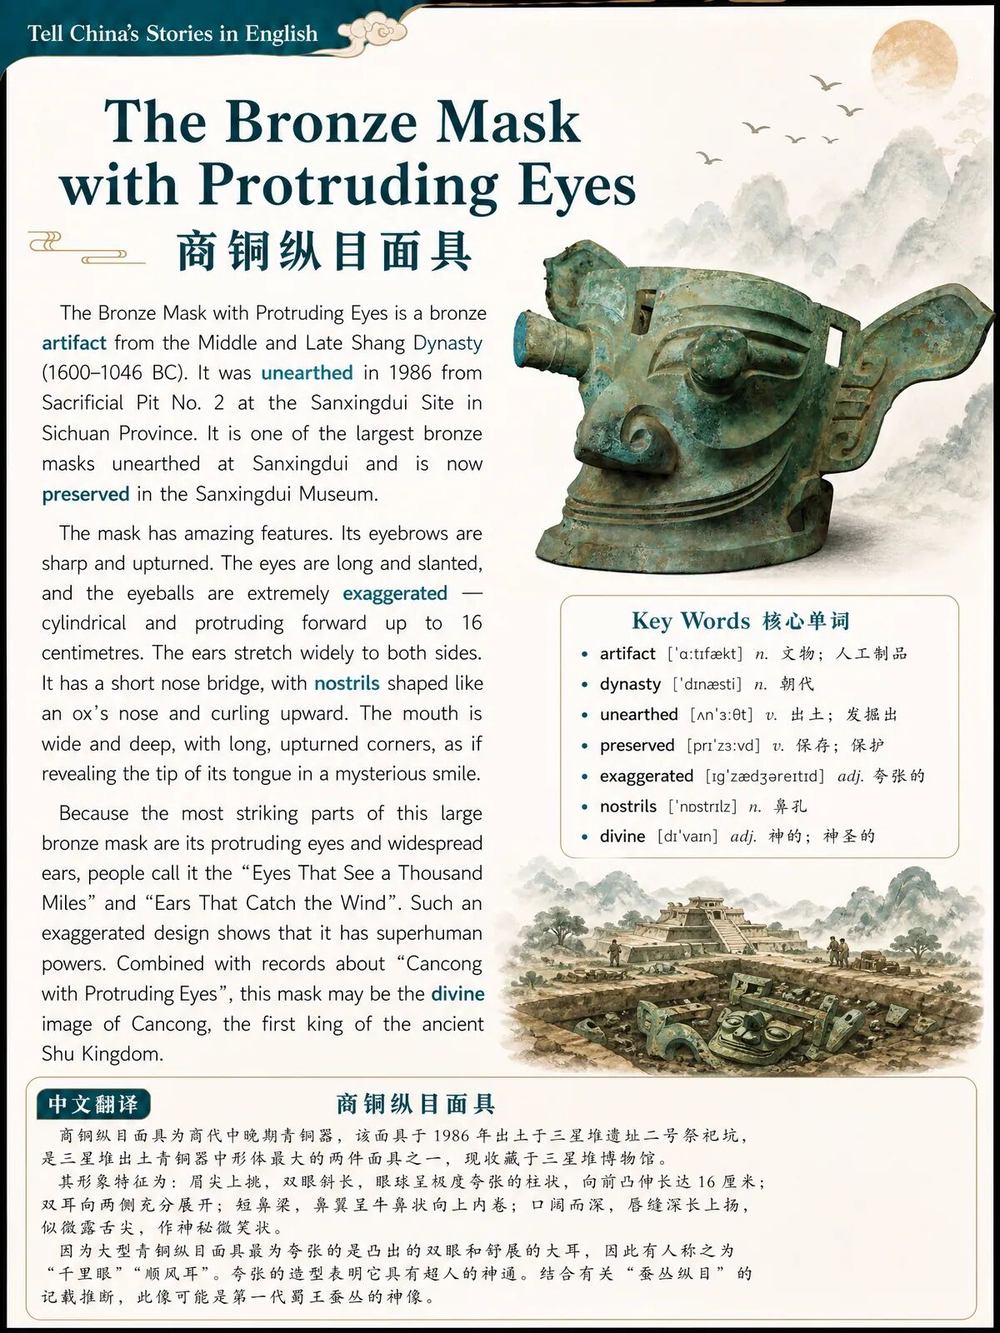 Tell China's Stories in English
The Bronze Mask
with Protruding Eyes
商铜纵目面具
The Bronze Mask with Protruding Eyes is a bronze
artifact from the Middle and Late Shang Dynasty
(1600–1046 BC). It was unearthed in 1986 from
Sacrificial Pit No. 2 at the Sanxingdui Site in
Sichuan Province. It is one of the largest bronze
masks unearthed at Sanxingdui and is now
preserved in the Sanxingdui Museum.
The mask has amazing features. Its eyebrows are
sharp and upturned. The eyes are long and slanted,
and the eyeballs are extremely exaggerated —
cylindrical and protruding forward up to 16
centimetres. The ears stretch widely to both sides.
It has a short nose bridge, with nostrils shaped like
an ox's nose and curling upward. The mouth is
wide and deep, with long, upturned corners, as if
revealing the tip of its tongue in a mysterious smile.
Because the most striking parts of this large
bronze mask are its protruding eyes and widespread
ears, people call it the “Eyes That See a Thousand
Miles” and “Ears That Catch the Wind”. Such an
exaggerated design shows that it has superhuman
powers. Combined with records about “Cancong
with Protruding Eyes”, this mask may be the divine
image of Cancong, the first king of the ancient
Shu Kingdom.
Key Words 核心单词
• artifact [ˈɑːtɪfækt] n. 文物；人工制品
• dynasty [ˈdɪnæsti] n. 朝代
• unearthed [ʌnˈɜːθt] v. 出土；发掘出
• preserved [prɪˈzɜːvd] v. 保存；保护
• exaggerated [ɪɡˈzædʒəreɪtɪd] adj. 夸张的
• nostrils [ˈnɒstrɪlz] n. 鼻孔
• divine [dɪˈvaɪn] adj. 神的；神圣的
中文翻译
商铜纵目面具
商铜纵目面具为商代中晚期青铜器，该面具于 1986 年出土于三星堆遗址二号祭祀坑，
是三星堆出土青铜器中形体最大的两件面具之一，现收藏于三星堆博物馆。
其形象特征为：眉尖上挑，双眼斜长，眼球呈极度夸张的柱状，向前凸伸长达 16 厘米；
双耳向两侧充分展开；短鼻梁，鼻翼呈牛鼻状向上内卷；口阔而深，唇缝深长上扬，
似微露舌尖，作神秘微笑状。
因为大型青铜纵目面具最为夸张的是凸出的双眼和舒展的大耳，因此有人称之为
“千里眼”“顺风耳”。夸张的造型表明它具有超人的神通。结合有关“蚕丛纵目”的
记载推断，此像可能是第一代蜀王蚕丛的神像。